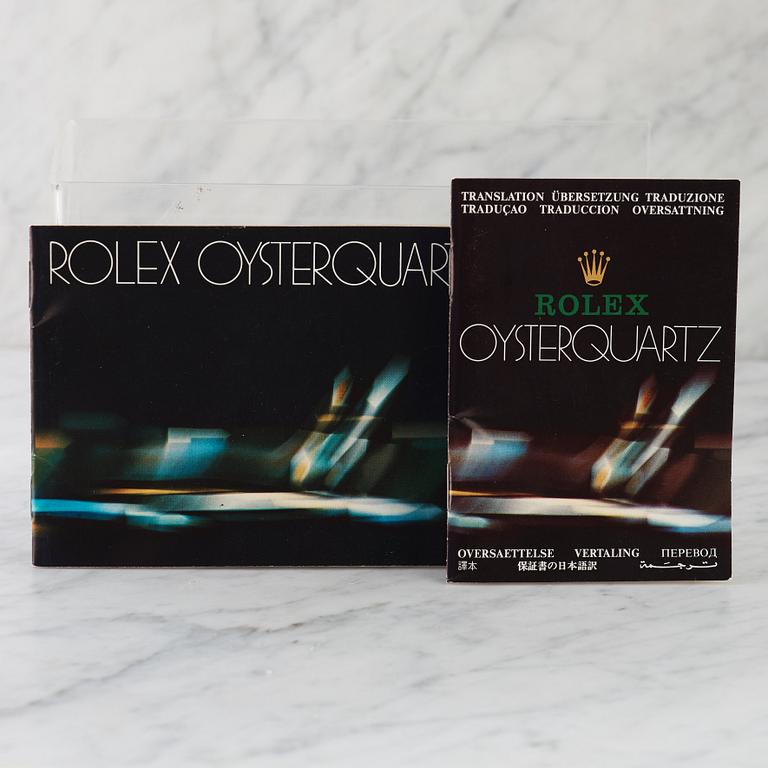 ROLEX OYSTERQUART
TRANSLATION ÜBERSETZUNG TRADUZIONE
TRADUÇAO TRADUCCION OVERSATTNING
ROLEX
OYSTERQUARTZ
OVERSAETTELSE VERTALING ПЕРЕВОД
譯本 保証書の日本語訳 ترجمة